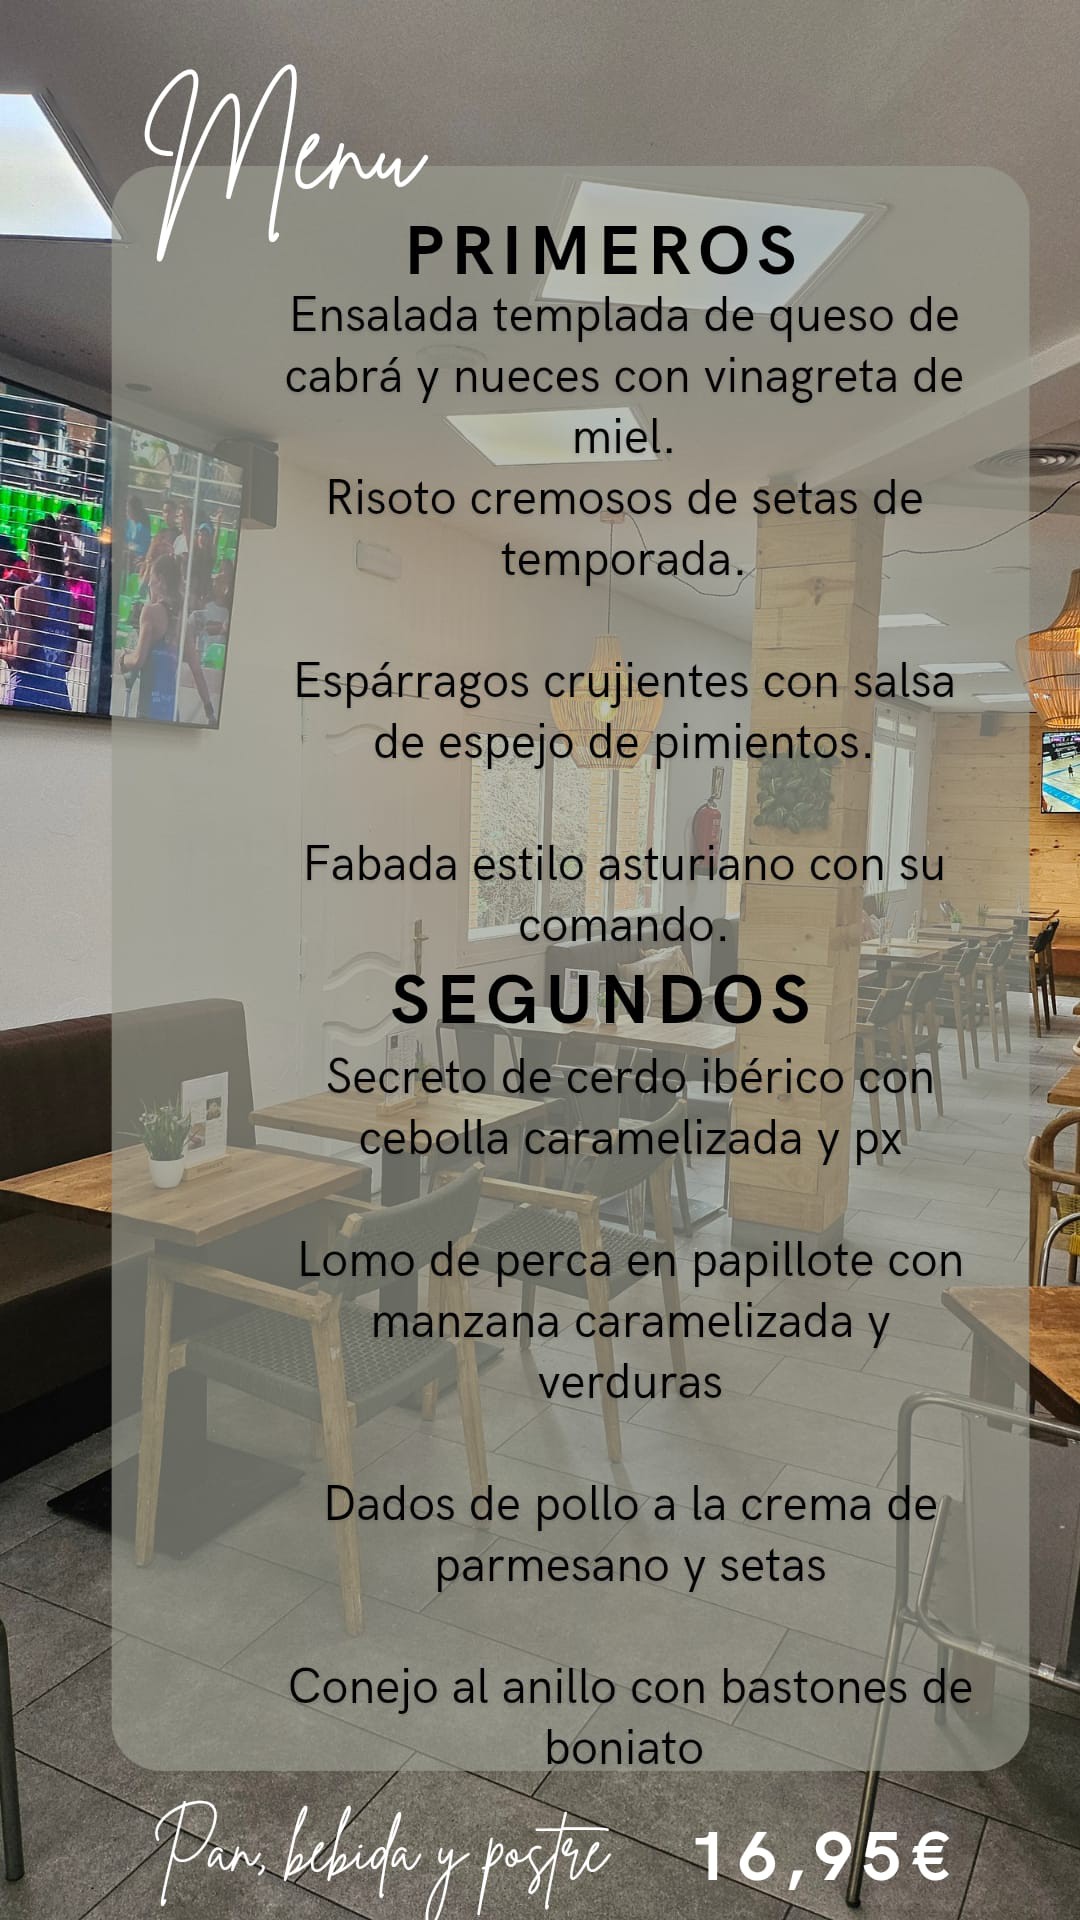 Menu
PRIMEROS
Ensalada templada de queso de
cabrá y nueces con vinagreta de
miel.
Risoto cremosos de setas de
temporada.
Espárragos crujientes con salsa
de espejo de pimientos.
Fabada estilo asturiano con su
comando.
SEGUNDOS
Secreto de cerdo ibérico con
cebolla caramelizada y px
Lomo de perca en papillote con
manzana caramelizada y
verduras
Dados de pollo a la crema de
parmesano y setas
Conejo al anillo con bastones de
boniato
Pan, bebida y postre 16,95€